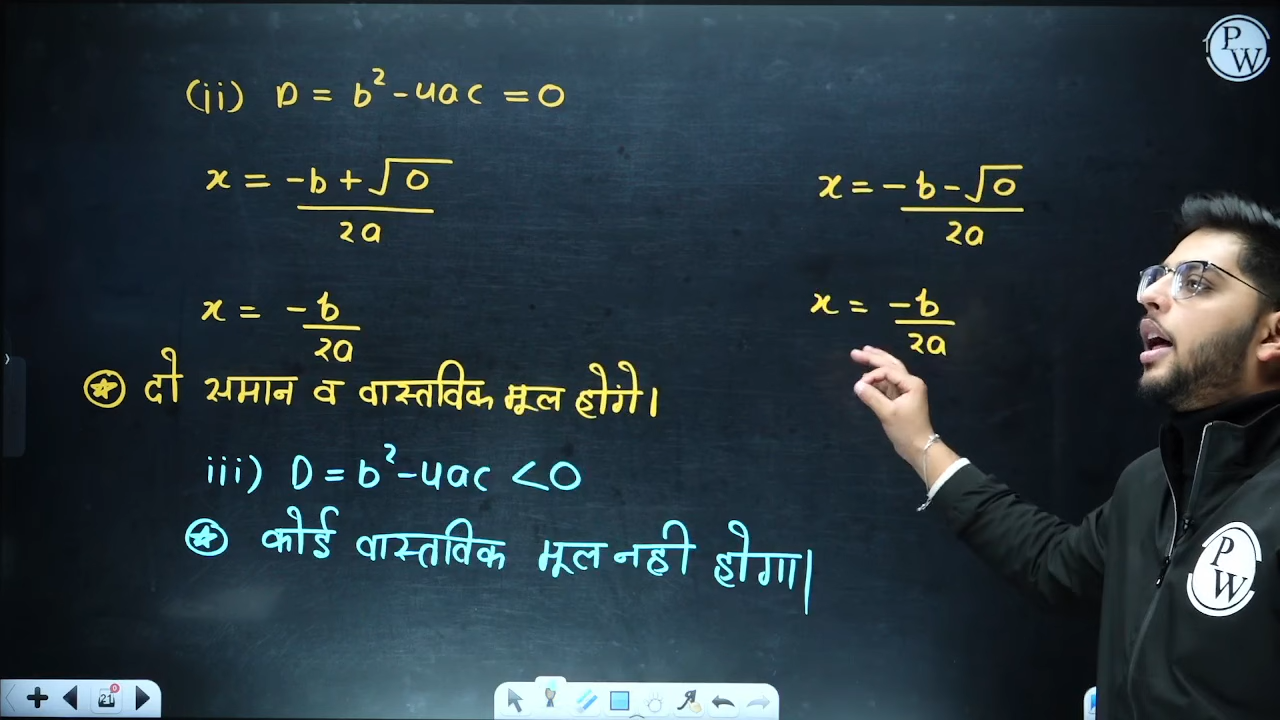 PW
(ii) D = b² - 4ac = 0
x = -b + √0 / 2a
x = -b - √0 / 2a
x = -b / 2a
x = -b / 2a
दो समान व वास्तविक मूल होंगे।
iii) D = b² - 4ac < 0
कोई वास्तविक मूल नही होगा।
PW
21